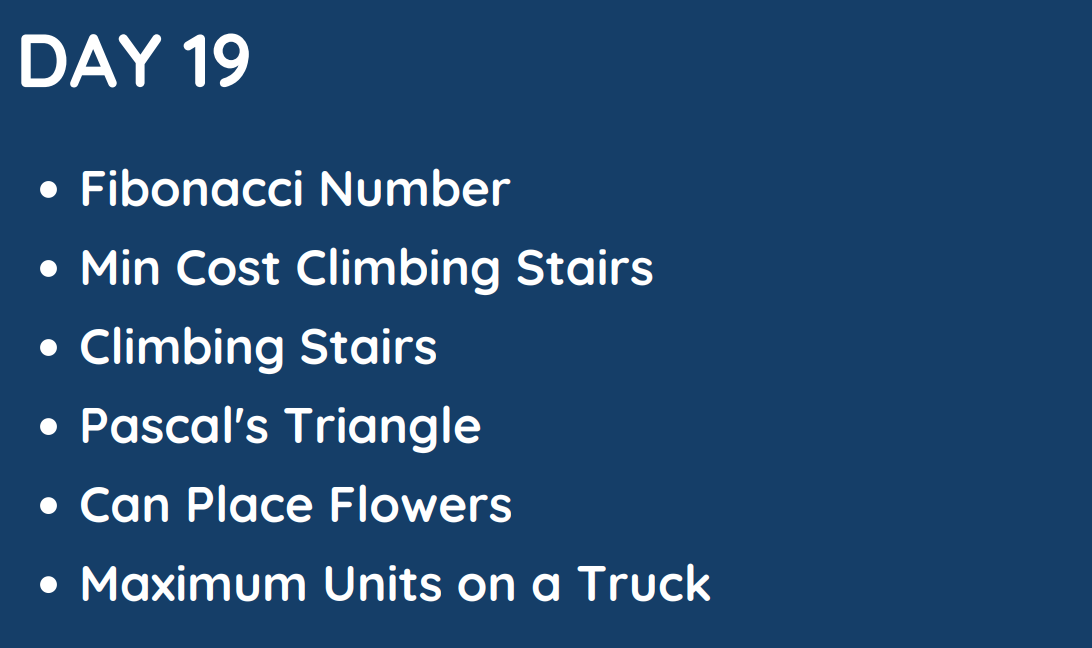 DAY 19
• Fibonacci Number
• Min Cost Climbing Stairs
• Climbing Stairs
• Pascal's Triangle
• Can Place Flowers
• Maximum Units on a Truck